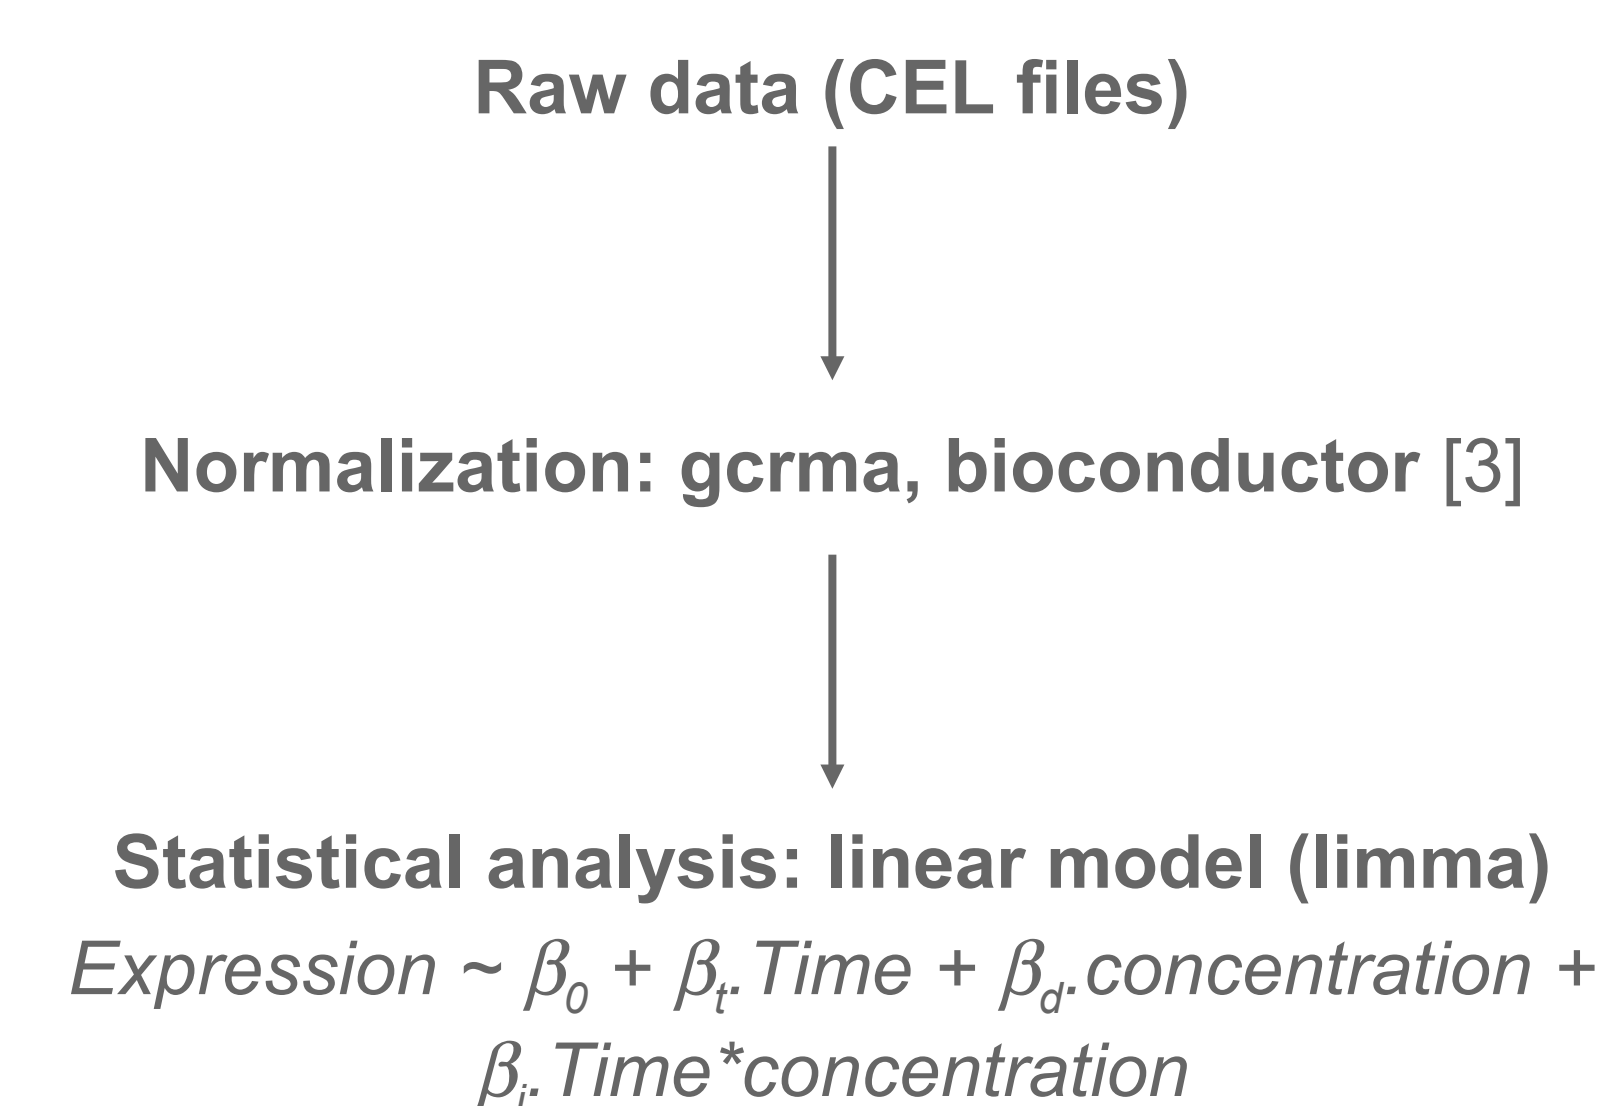 Raw data (CEL files)
Normalization: gcrma, bioconductor [3]
Statistical analysis: linear model (limma)
Expression ~ β₀ + βₜ.Time + β_d.concentration +
βᵢ.Time*concentration